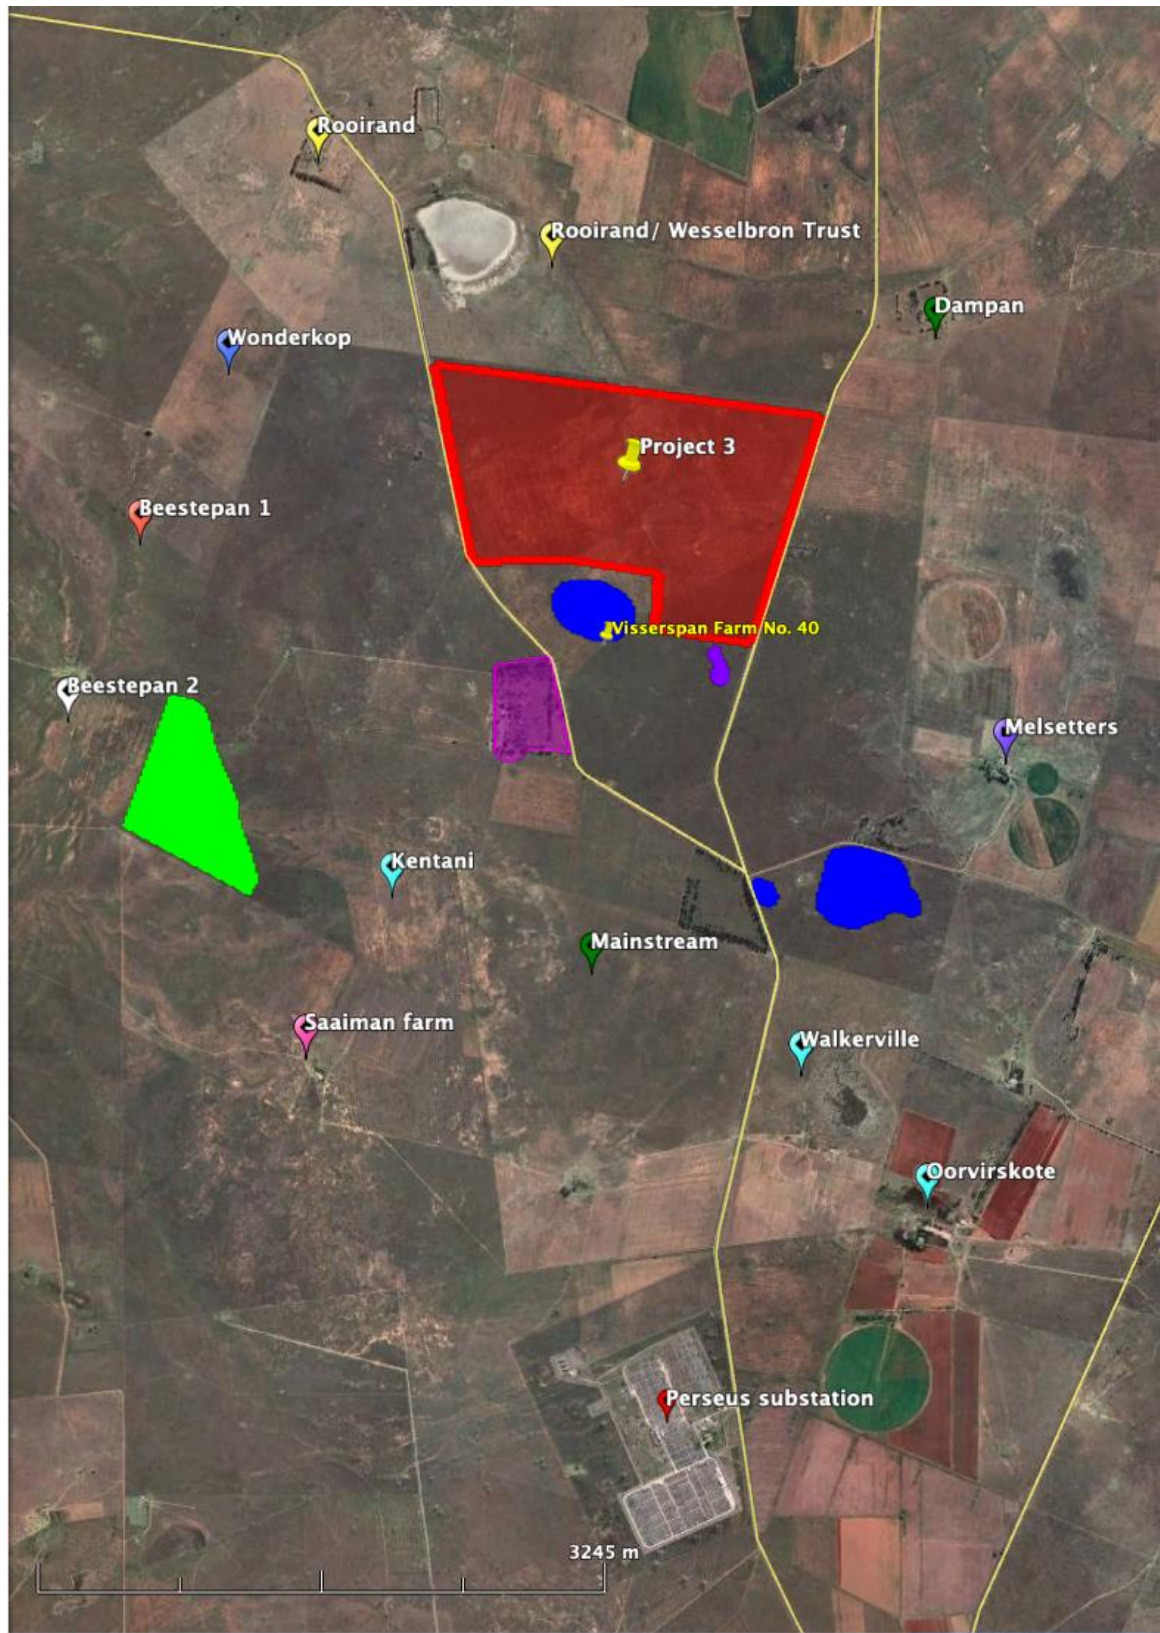 Rooirand
Rooirand/ Wesselbron Trust
Dampan
Wonderkop
Project 3
Beestepan 1
Visserspan Farm No. 40
Beestepan 2
Melsetters
Kentani
Mainstream
Saaiman farm
Walkerville
Oorvirskote
Perseus substation
3245 m